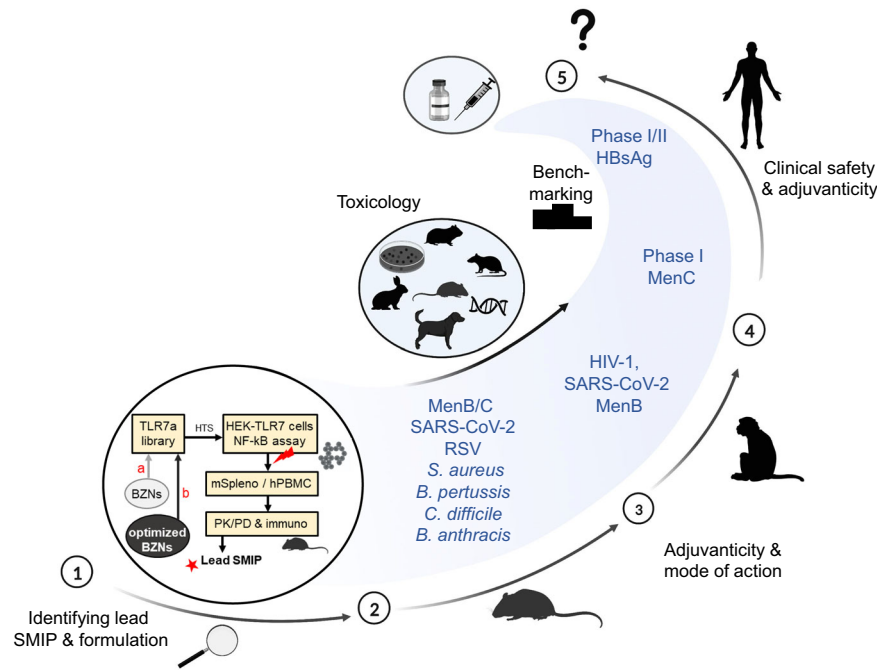 ?
5
Phase I/II
HBsAg
Clinical safety
& adjuvanticity
Bench-
marking
Toxicology
Phase I
MenC
4
HIV-1,
SARS-CoV-2
MenB
MenB/C
SARS-CoV-2
RSV
S. aureus
B. pertussis
C. difficile
B. anthracis
TLR7a
library
HTS
HEK-TLR7 cells
NF-kB assay
a
b
BZNs
mSpleno / hPBMC
optimized
BZNs
PK/PD & immuno
Lead SMIP
3
Adjuvanticity &
mode of action
1
2
Identifying lead
SMIP & formulation